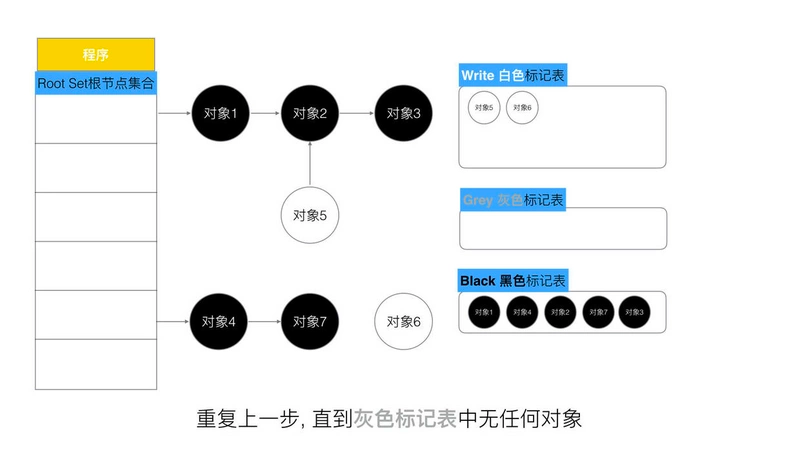 程序
Root Set根节点集合
对象1
对象2
对象3
对象5
对象4
对象7
对象6
Write 白色标记表
对象5
对象6
Grey 灰色标记表
Black 黑色标记表
对象1
对象4
对象2
对象7
对象3
重复上一步, 直到灰色标记表中无任何对象